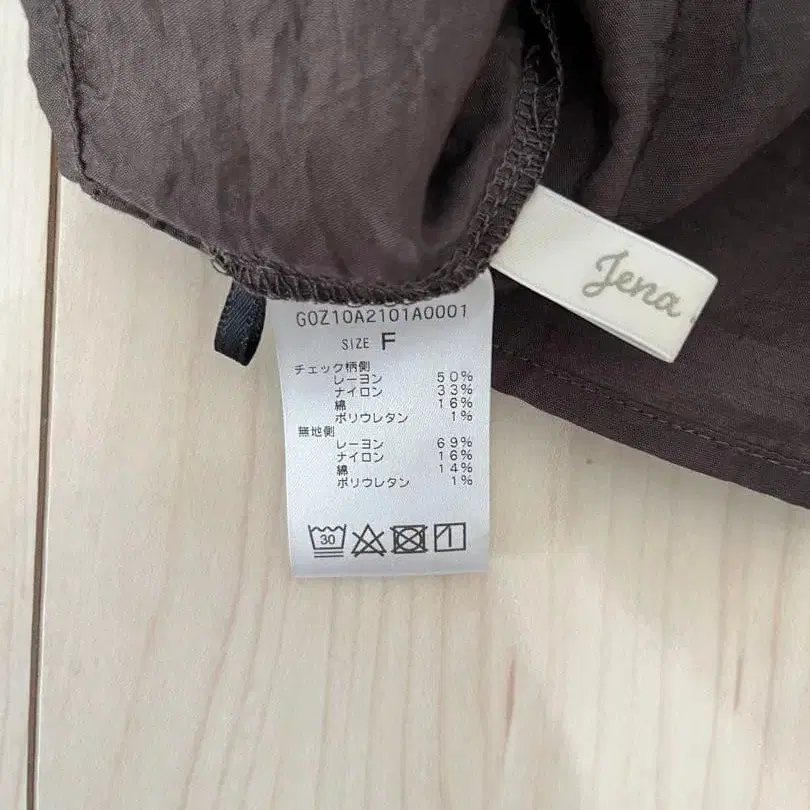 G0Z10A2101A0001
SIZE F
チェック柄側
レーヨン 50%
ナイロン 33%
綿 16%
ポリウレタン 1%
無地側
レーヨン 69%
ナイロン 16%
綿 14%
ポリウレタン 1%
30
Jena